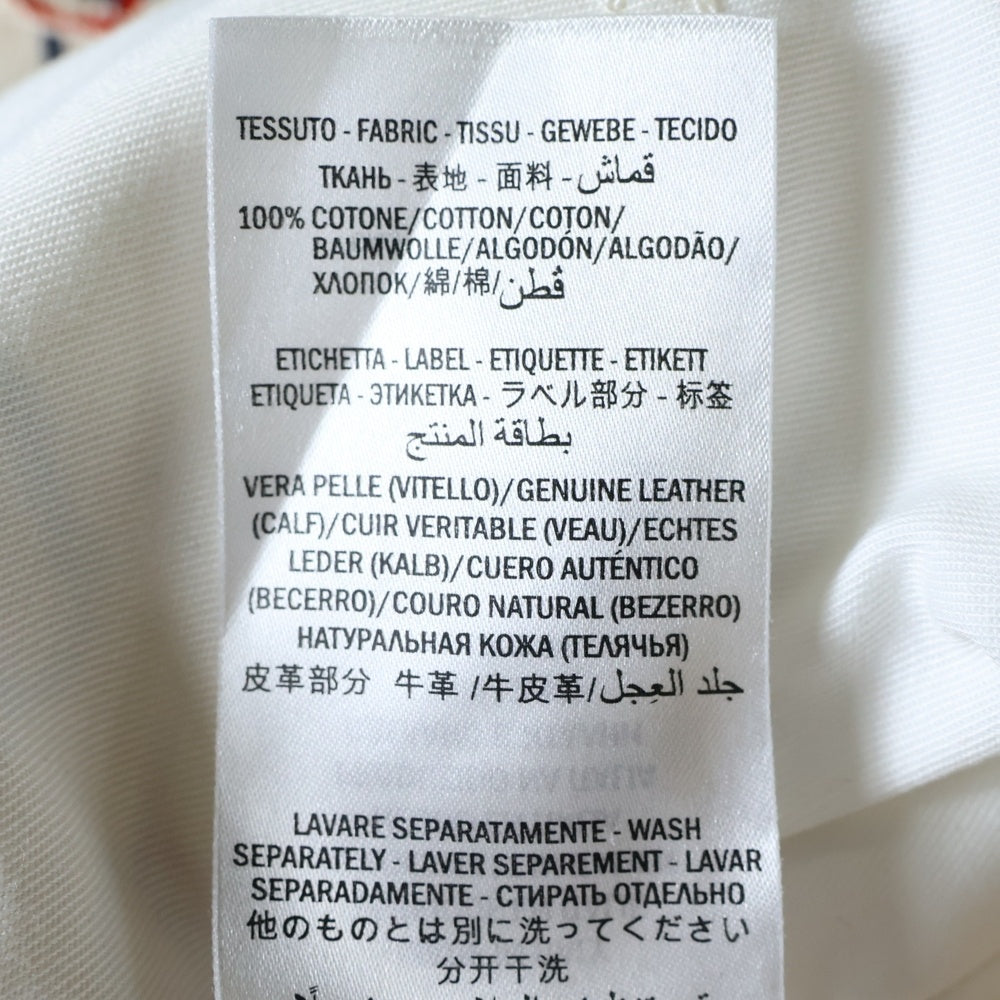 TESSUTO - FABRIC - TISSU - GEWEBE - TECIDO
ТКАНЬ - 表地 - 面料 - قماش
100% COTONE/COTTON/COTON/
BAUMWOLLE/ALGODÓN/ALGODÃO/
ХЛОПОК/綿/棉/قُطن
ETICHETTA - LABEL - ETIQUETTE - ETIKETT
ETIQUETA - ЭТИКЕТКА - ラベル部分 - 标签
بطاقة المنتج
VERA PELLE (VITELLO)/GENUINE LEATHER
(CALF)/CUIR VERITABLE (VEAU)/ECHTES
LEDER (KALB)/CUERO AUTÉNTICO
(BECERRO)/COURO NATURAL (BEZERRO)
НАТУРАЛЬНАЯ КОЖА (ТЕЛЯЧЬЯ)
皮革部分 牛革 /牛皮革/جلد العِجل
LAVARE SEPARATAMENTE - WASH
SEPARATELY - LAVER SEPAREMENT - LAVAR
SEPARADAMENTE - СТИРАТЬ ОТДЕЛЬНО
他のものとは別に洗ってください
分开干洗